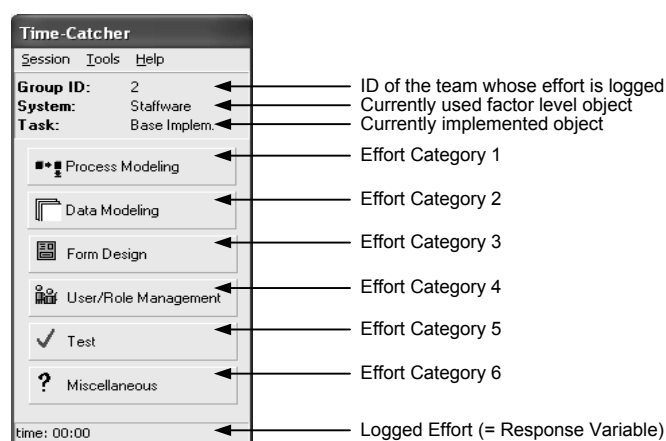 Time-Catcher
Session Tools Help
Group ID: 2 ID of the team whose effort is logged
System: Staffware Currently used factor level object
Task: Base Implem. Currently implemented object
Process Modeling Effort Category 1
Data Modeling Effort Category 2
Form Design Effort Category 3
User/Role Management Effort Category 4
Test Effort Category 5
? Miscellaneous Effort Category 6
time: 00:00 Logged Effort (= Response Variable)